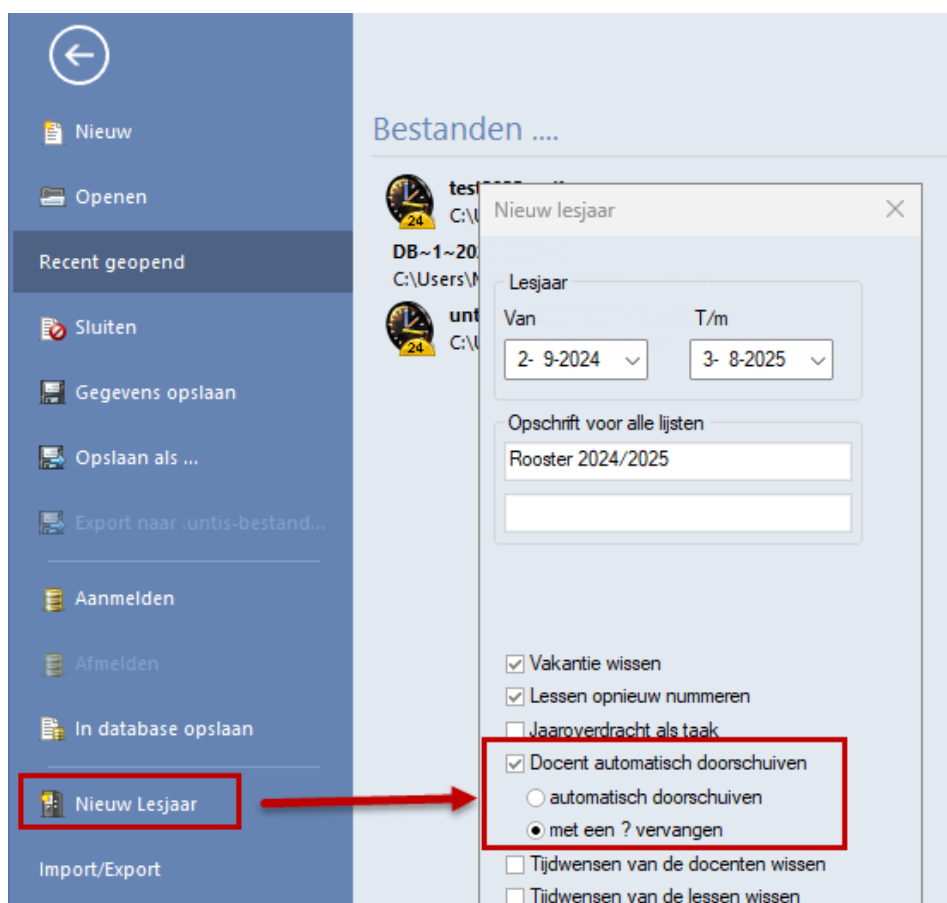 Nieuw
Openen
Recent geopend
Sluiten
Gegevens opslaan
Opslaan als ...
Export naar .untis-bestand...
Aanmelden
Afmelden
In database opslaan
Nieuw Lesjaar
Import/Export
Bestanden ....
24
C:\
DB~1~20
C:\Users\
24
C:\
Nieuw lesjaar
Lesjaar
Van T/m
2- 9-2024 3- 8-2025
Opschrift voor alle lijsten
Rooster 2024/2025
Vakantie wissen
Lessen opnieuw nummeren
Jaaroverdracht als taak
Docent automatisch doorschuiven
automatisch doorschuiven
met een ? vervangen
Tijdwensen van de docenten wissen
Tijdwensen van de lessen wissen